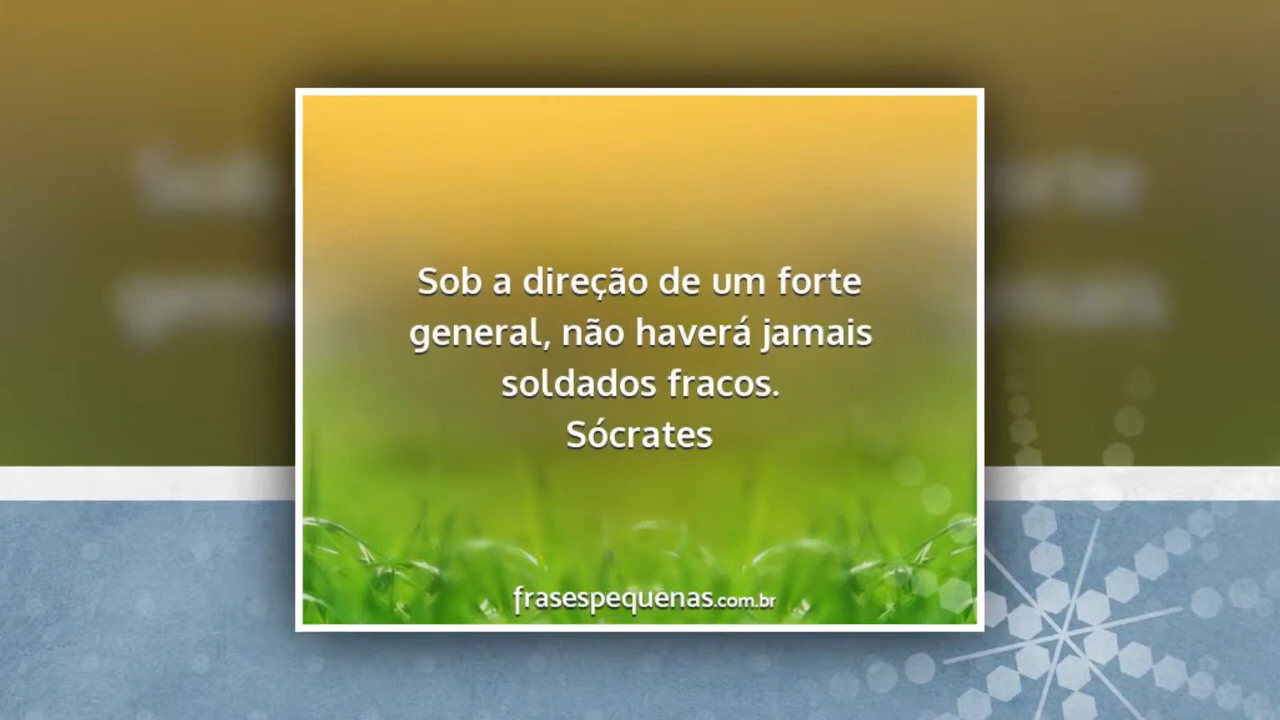 Sob a direção de um forte
general, não haverá jamais
soldados fracos.
Sócrates
frasespequenas.com.br